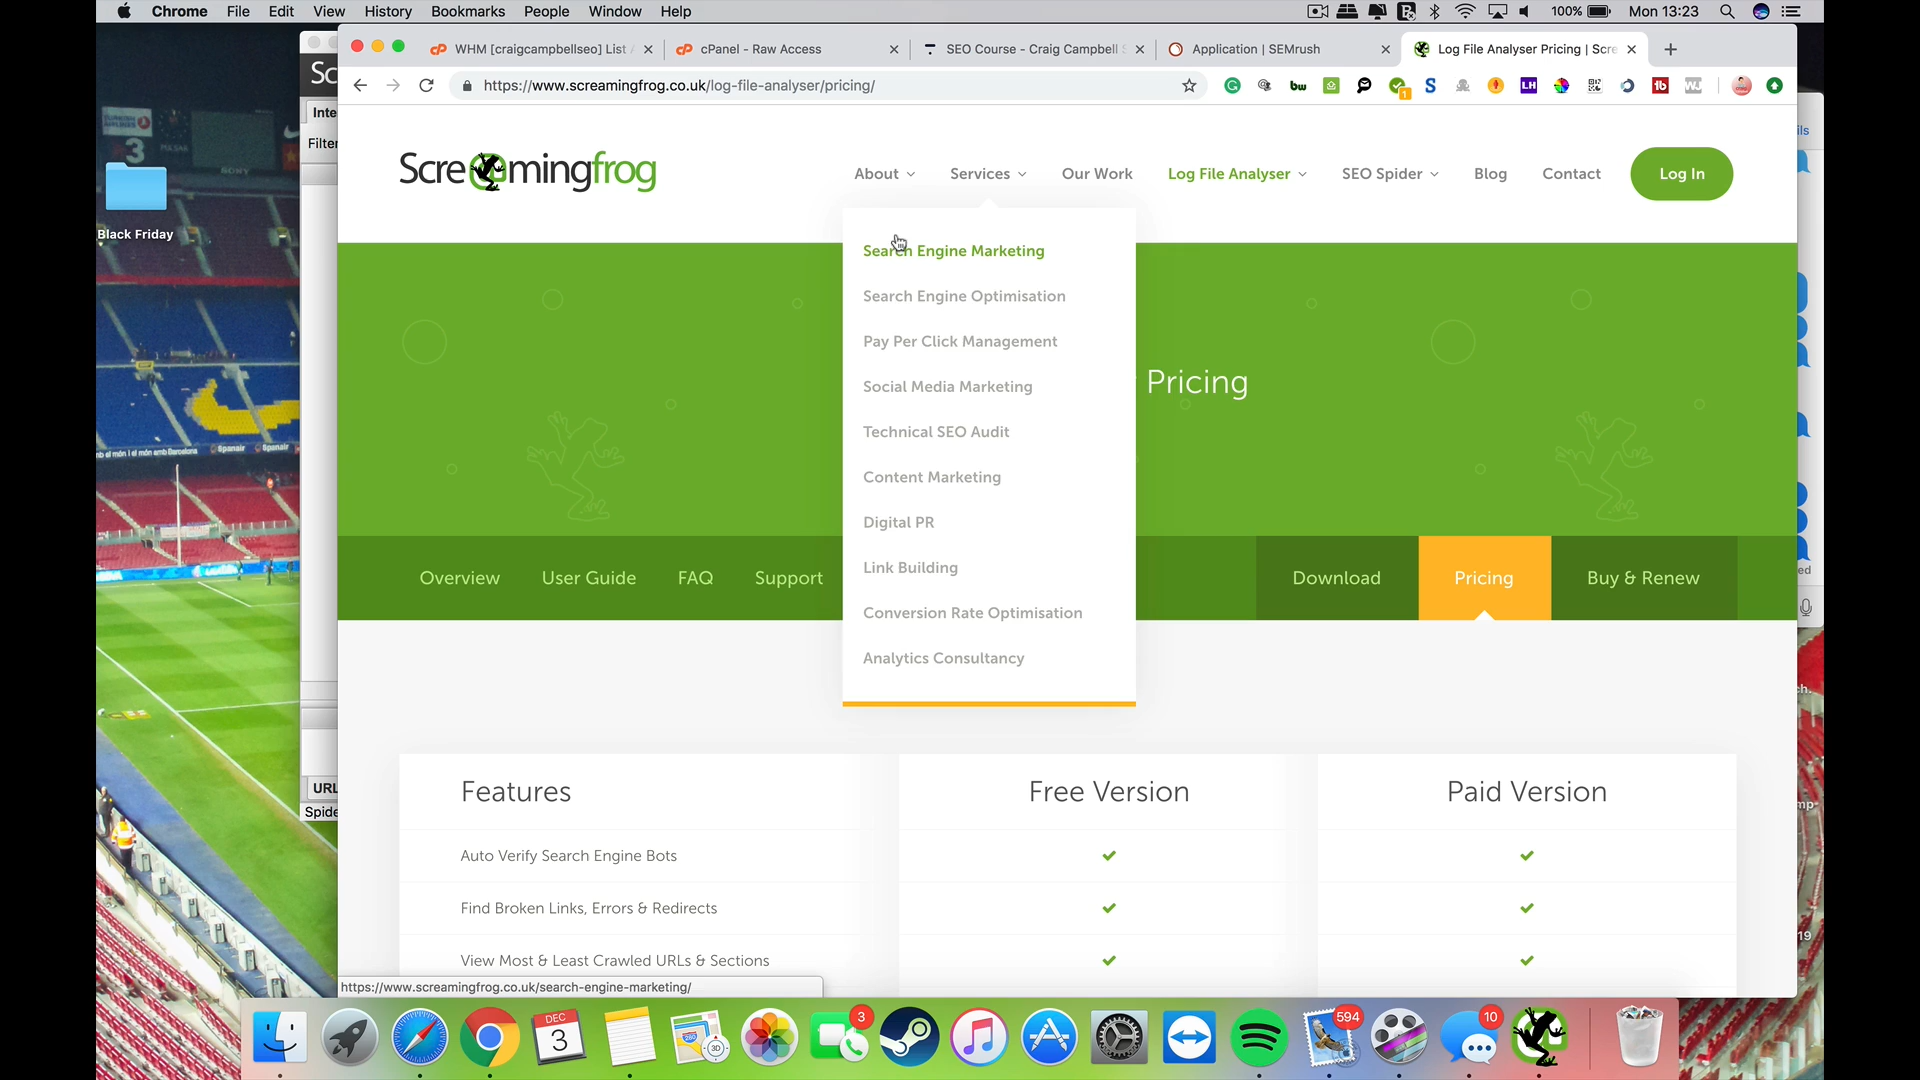 Chrome File Edit View History Bookmarks People Window Help 100% Mon 13:23
WHM [craigcampbellseo] List
cPanel - Raw Access
SEO Course - Craig Campbell S
Application | SEMrush
Log File Analyser Pricing | Scre
https://www.screamingfrog.co.uk/log-file-analyser/pricing/
Screamingfrog
About
Services
Our Work
Log File Analyser
SEO Spider
Blog
Contact
Log In
Search Engine Marketing
Search Engine Optimisation
Pay Per Click Management
Social Media Marketing
Technical SEO Audit
Content Marketing
Digital PR
Link Building
Conversion Rate Optimisation
Analytics Consultancy
Pricing
Overview
User Guide
FAQ
Support
Download
Pricing
Buy & Renew
Features
Free Version
Paid Version
Auto Verify Search Engine Bots
Find Broken Links, Errors & Redirects
View Most & Least Crawled URLs & Sections
https://www.screamingfrog.co.uk/search-engine-marketing/
Black Friday
Sc
Inte
Filter
URL
Spide
Spanair
Spanair
DEC
3
3
594
10